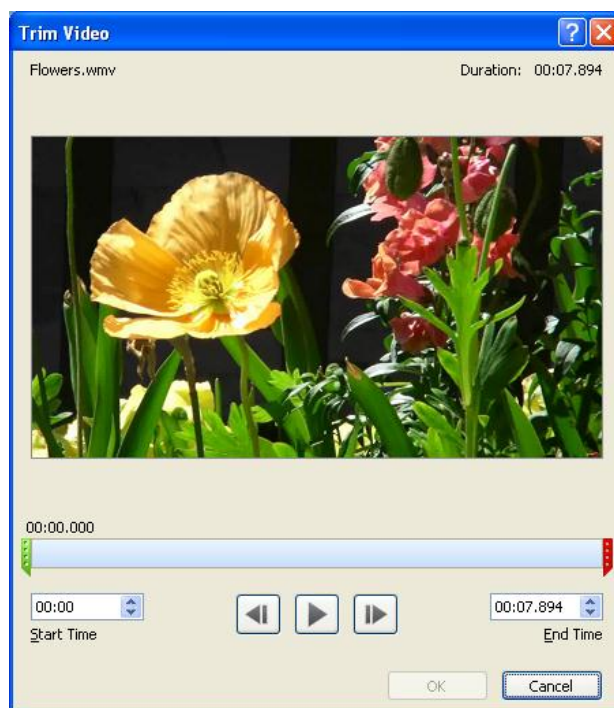 Trim Video
Flowers.wmv Duration: 00:07.894
00:00.000
00:00 00:07.894
Start Time End Time
OK Cancel